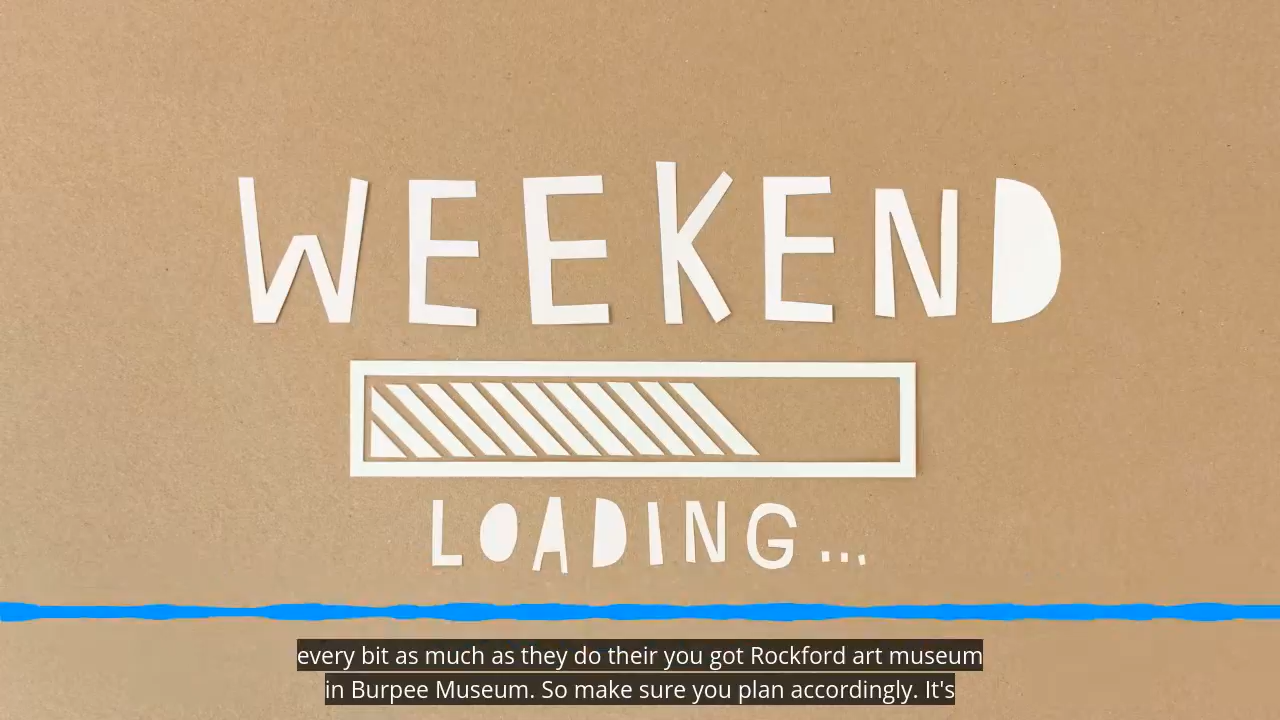 WEEKEND
LOADING...
every bit as much as they do their you got Rockford art museum
in Burpee Museum. So make sure you plan accordingly. It's